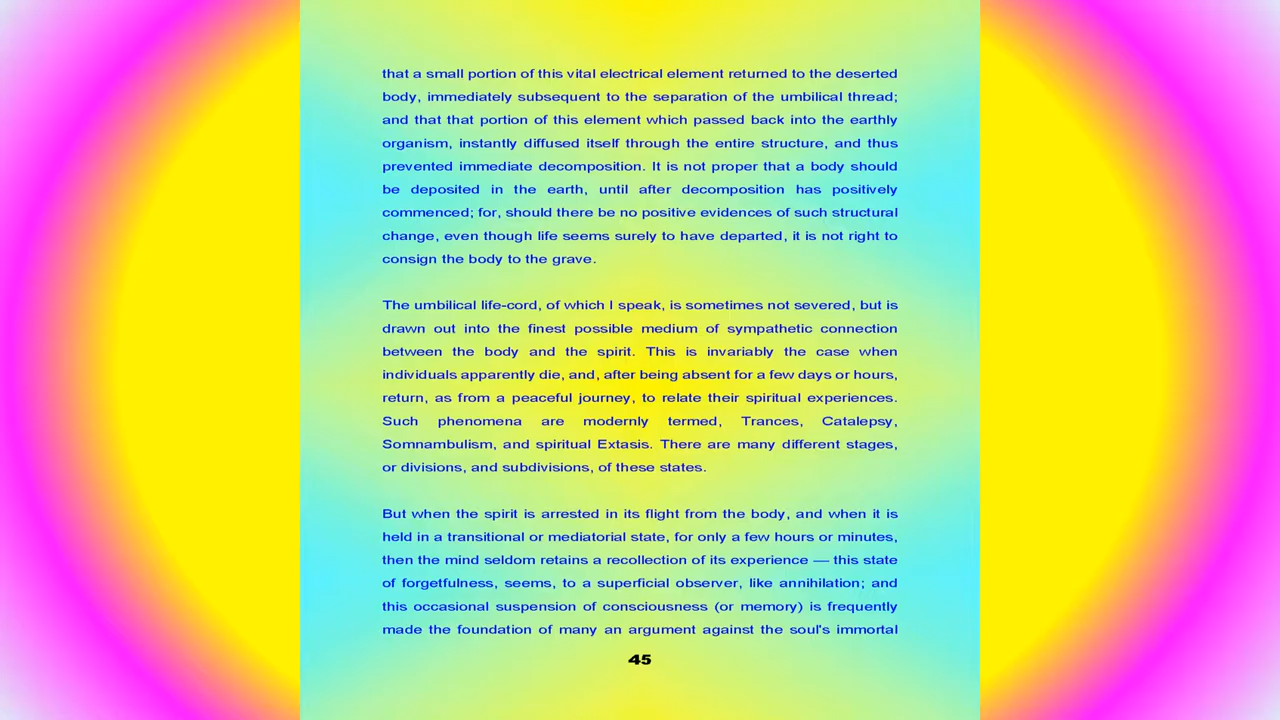 that a small portion of this vital electrical element returned to the deserted
body, immediately subsequent to the separation of the umbilical thread;
and that that portion of this element which passed back into the earthly
organism, instantly diffused itself through the entire structure, and thus
prevented immediate decomposition. It is not proper that a body should
be deposited in the earth, until after decomposition has positively
commenced; for, should there be no positive evidences of such structural
change, even though life seems surely to have departed, it is not right to
consign the body to the grave.
The umbilical life-cord, of which I speak, is sometimes not severed, but is
drawn out into the finest possible medium of sympathetic connection
between the body and the spirit. This is invariably the case when
individuals apparently die, and, after being absent for a few days or hours,
return, as from a peaceful journey, to relate their spiritual experiences.
Such phenomena are modernly termed, Trances, Catalepsy,
Somnambulism, and spiritual Extasis. There are many different stages,
or divisions, and subdivisions, of these states.
But when the spirit is arrested in its flight from the body, and when it is
held in a transitional or mediatorial state, for only a few hours or minutes,
then the mind seldom retains a recollection of its experience — this state
of forgetfulness, seems, to a superficial observer, like annihilation; and
this occasional suspension of consciousness (or memory) is frequently
made the foundation of many an argument against the soul's immortal
45